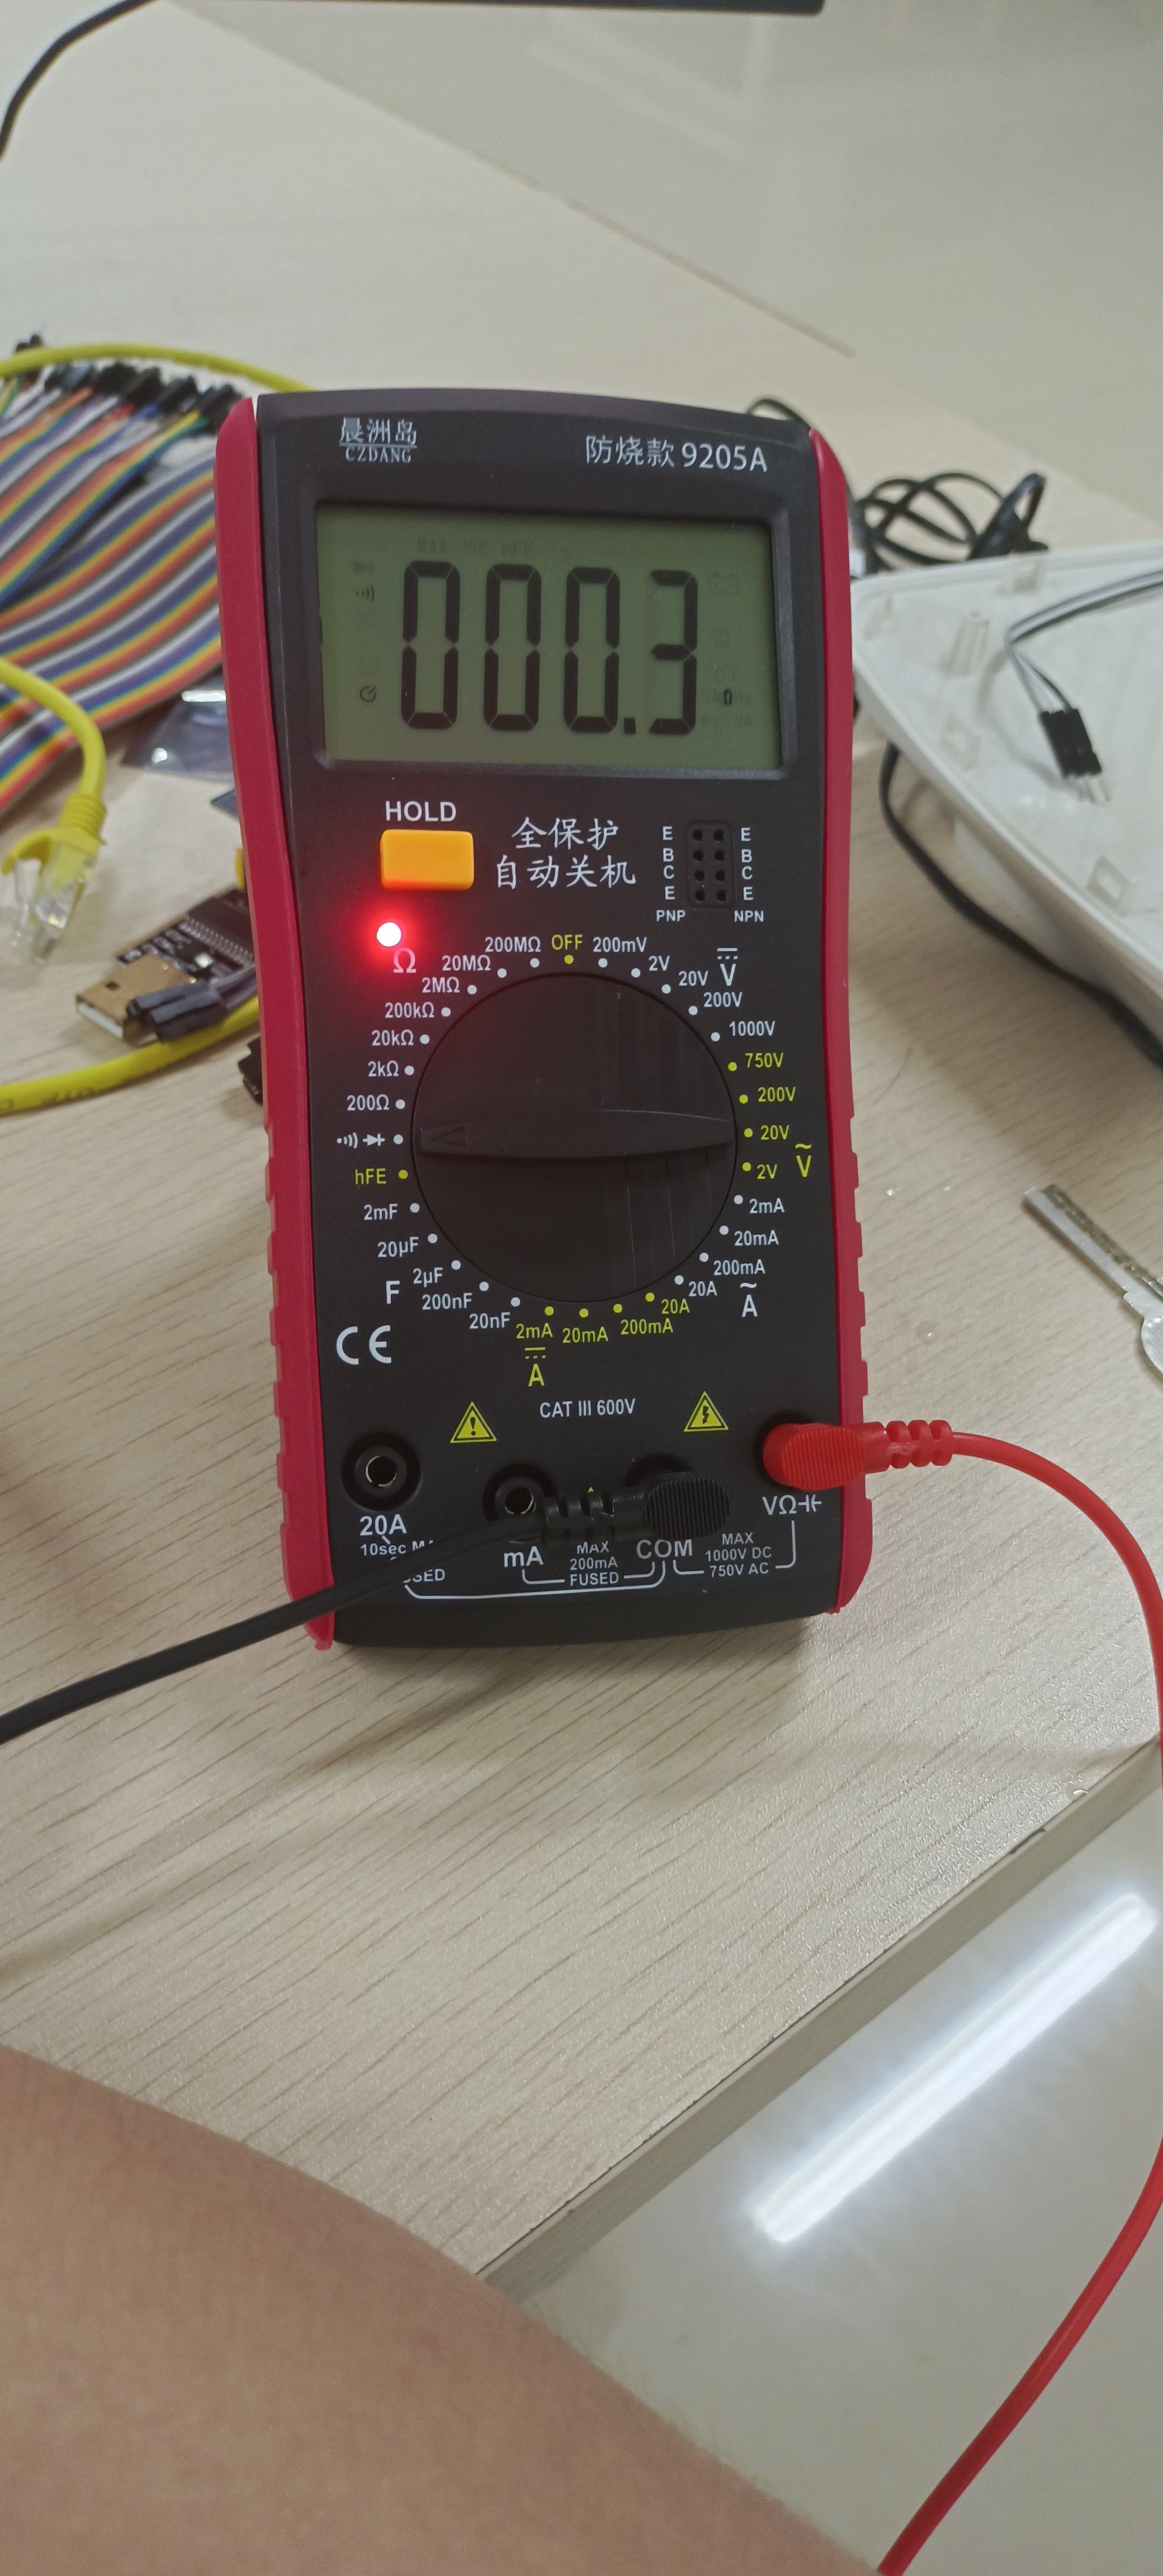 晨洲岛
CZDANG
防烧款 9205A
000.3
Ω
HOLD
全保护
自动关机
E E
B B
C C
E E
PNP NPN
Ω
200MΩ OFF 200mV
20MΩ 2V
2MΩ 20V V
200kΩ 200V
20kΩ 1000V
2kΩ 750V
200Ω 200V
20V
hFE 2V V
2mF 2mA
20μF 20mA
2μF 200mA
F 200nF 20A A
20nF 20A
2mA 20mA 200mA
A
CE
CAT III 600V
20A
10sec
mA
MAX
200mA
FUSED
COM
VΩ
MAX
1000V DC
750V AC